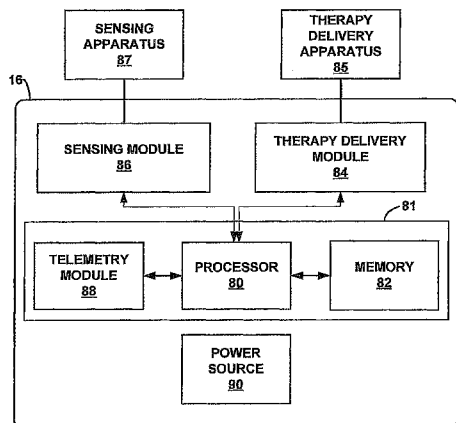 SENSING
APPARATUS
87
THERAPY
DELIVERY
APPARATUS
85
16
SENSING MODULE
86
THERAPY DELIVERY
MODULE
84
81
TELEMETRY
MODULE
88
PROCESSOR
80
MEMORY
82
POWER
SOURCE
90